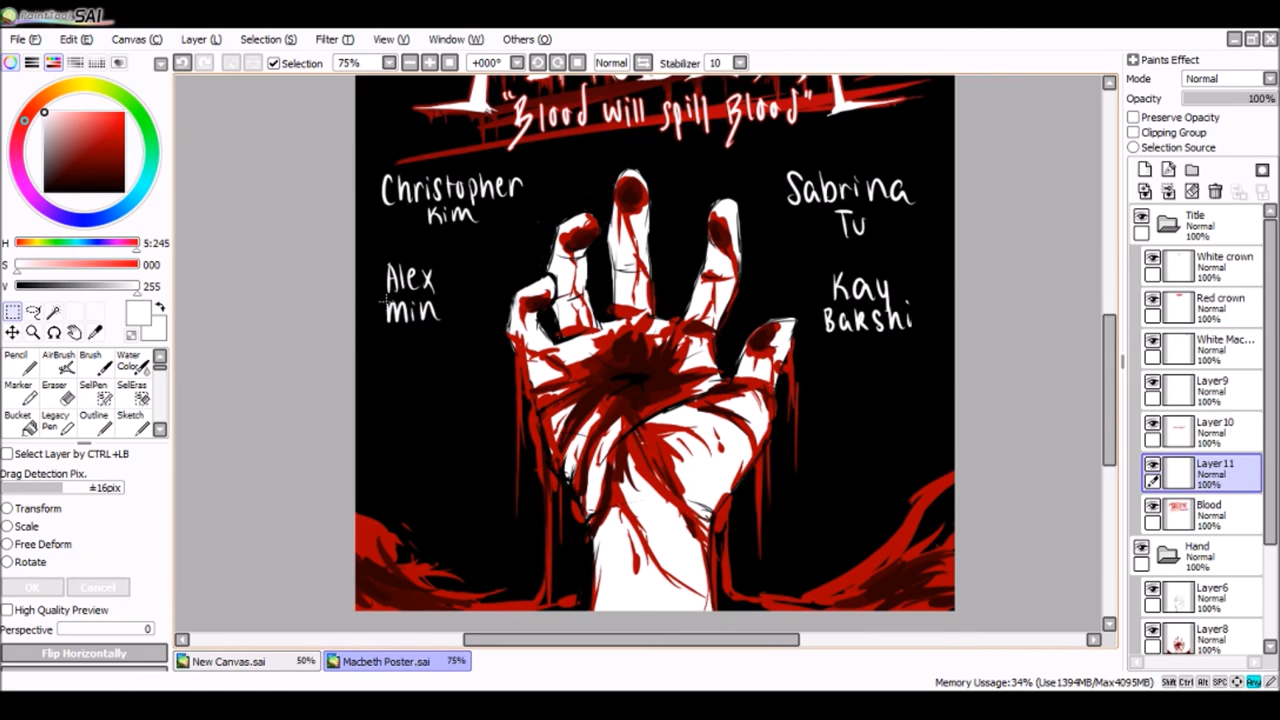 PaintTool SAI
File (F) Edit (E) Canvas (C) Layer (L) Selection (S) Filter (T) View (V) Window (W) Others (O)
Selection 75% +000° Normal Stabilizer 10
Paints Effect
Mode Normal
Opacity 100%
Preserve Opacity
Clipping Group
Selection Source
"Blood Will Spill Blood"
Christopher
Kim
Sabrina
Tu
Alex
Min
Kay
Bakshi
H 5:245
S 000
V 255
Pencil AirBrush Brush Water
Color
Marker Eraser SelPen SelEras
Bucket Legacy Outline Sketch
Pen
Select Layer by CTRL+LB
Drag Detection Pix.
±16pix
Transform
Scale
Free Deform
Rotate
OK Cancel
High Quality Preview
Perspective 0
Flip Horizontally
Title
Normal
100%
White crown
Normal
100%
Red crown
Normal
100%
White Mac...
Normal
100%
Layer9
Normal
100%
Layer10
Normal
100%
Layer11
Normal
100%
Blood
Normal
100%
Hand
Normal
100%
Layer6
Normal
100%
Layer8
Normal
100%
New Canvas.sai 50% Macbeth Poster.sai 75%
Memory Ussage: 34% (Use1394MB/Max4095MB) Shift Ctrl Alt SPC Any